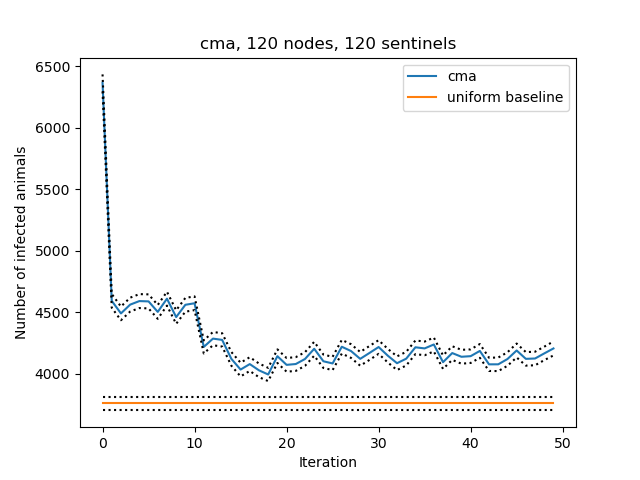 cma, 120 nodes, 120 sentinels
cma
uniform baseline
Number of infected animals
6500
6000
5500
5000
4500
4000
0 10 20 30 40 50
Iteration